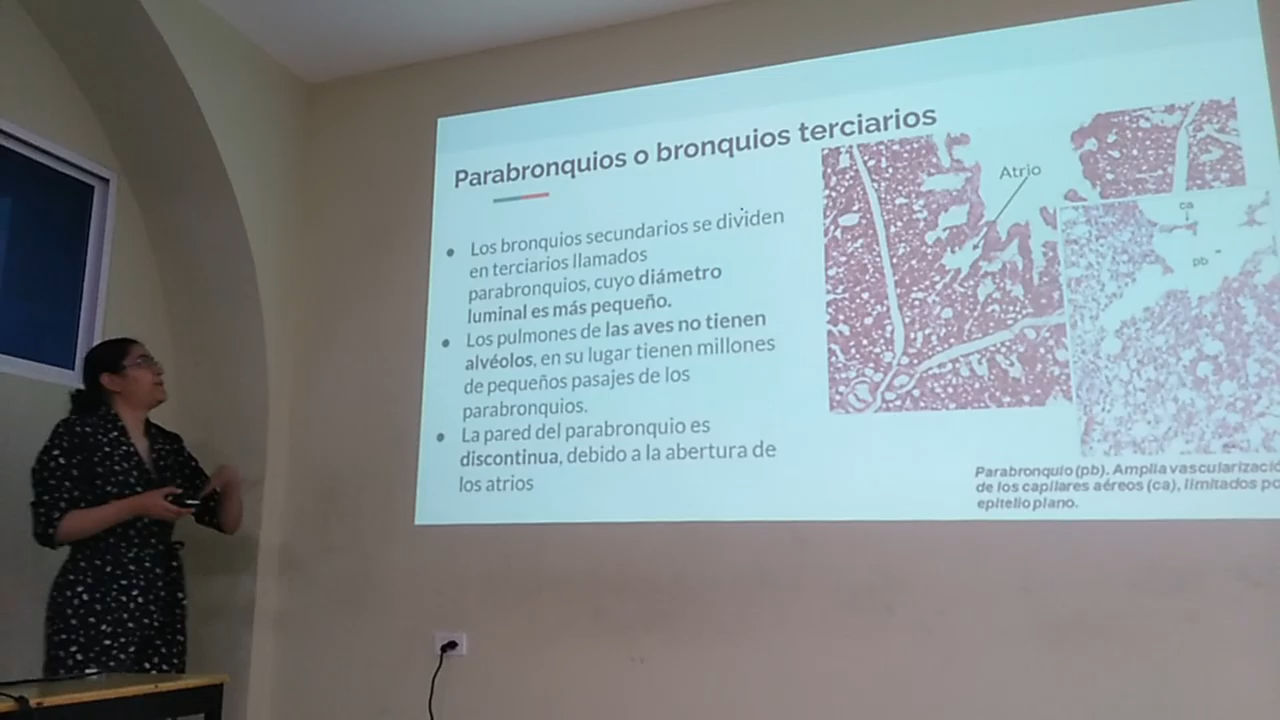 Parabronquios o bronquios terciarios
Los bronquios secundarios se dividen
en terciarios llamados
parabronquios, cuyo diámetro
luminal es más pequeño.
Los pulmones de las aves no tienen
alvéolos, en su lugar tienen millones
de pequeños pasajes de los
parabronquios.
La pared del parabronquio es
discontinua, debido a la abertura de
los atrios
Atrio
ca
pb
Parabronquio (pb). Amplia vascularizació
de los capilares aéreos (ca), limitados po
epitelio plano.